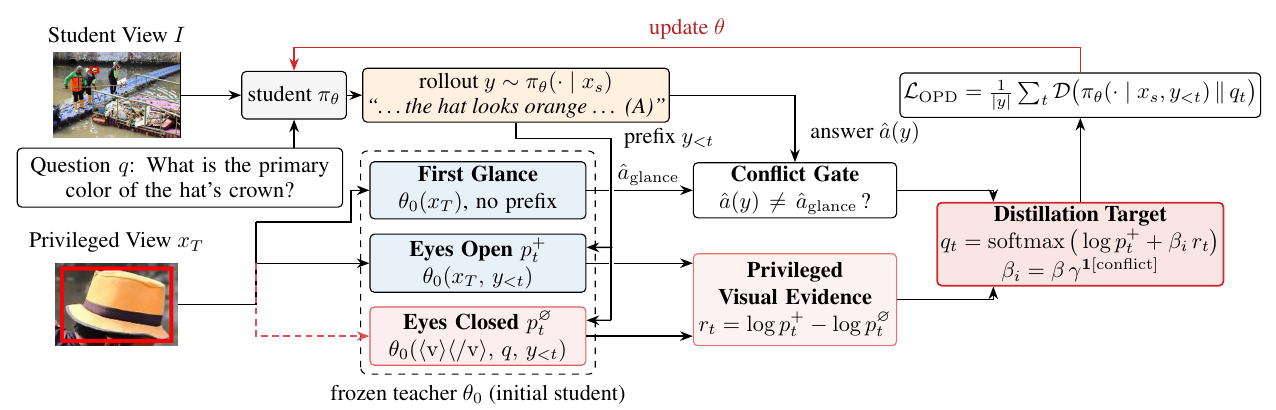 update θ
Student View I
student π_θ
rollout y ∼ π_θ(· | x_s)
“…the hat looks orange … (A)”
L_OPD = 1/|y| ∑_t D(π_θ(· | x_s, y_<t) ∥ q_t)
prefix y_<t
answer â(y)
Question q: What is the primary
color of the hat's crown?
First Glance
θ_0(x_T), no prefix
â_glance
Conflict Gate
â(y) ≠ â_glance ?
Privileged View x_T
Eyes Open p_t^+
θ_0(x_T, y_<t)
Eyes Closed p_t^∅
θ_0(⟨v⟩⟨/v⟩, q, y_<t)
Privileged
Visual Evidence
r_t = log p_t^+ − log p_t^∅
Distillation Target
q_t = softmax(log p_t^+ + β_i r_t)
β_i = β γ^1[conflict]
frozen teacher θ_0 (initial student)